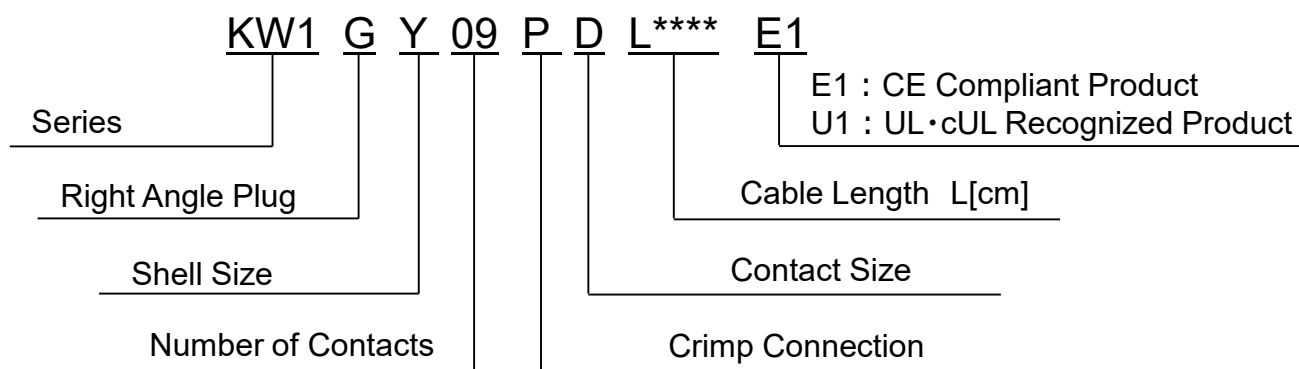 KW1 G Y 09 P D L**** E1
E1：CE Compliant Product
U1：UL･cUL Recognized Product
Series
Right Angle Plug
Cable Length L[cm]
Shell Size
Contact Size
Number of Contacts
Crimp Connection